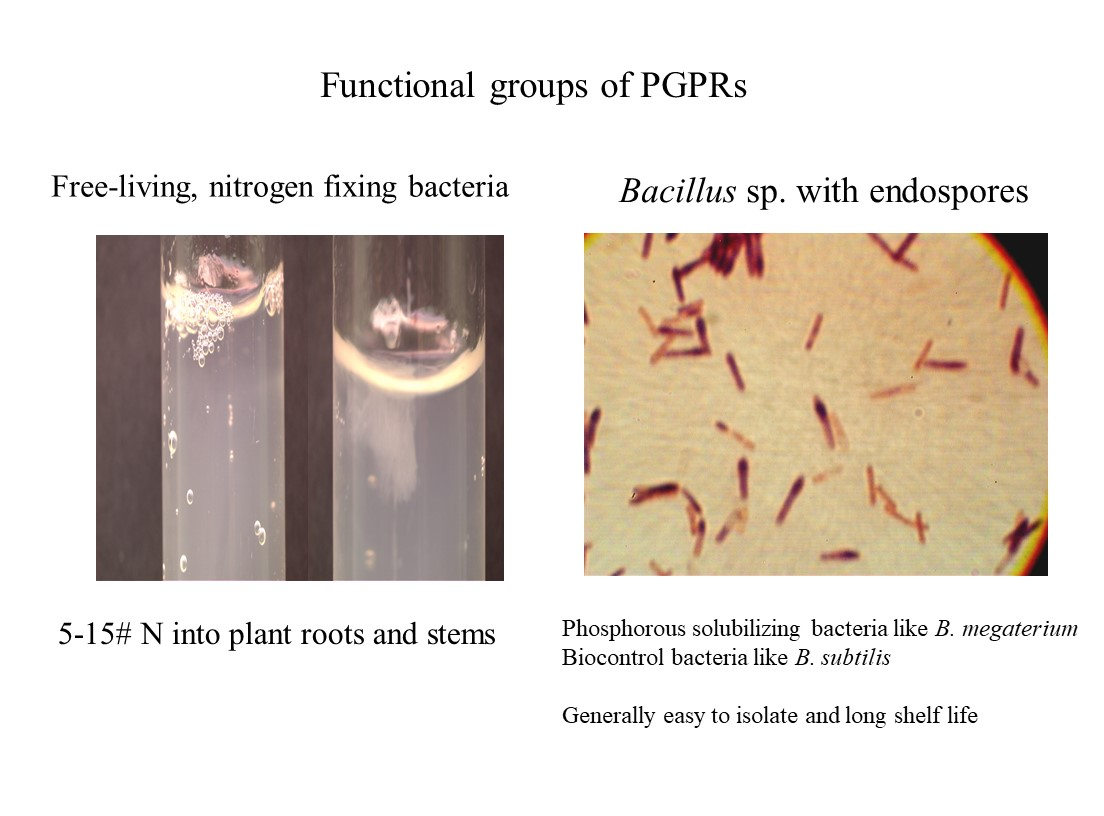 Functional groups of PGPRs
Free-living, nitrogen fixing bacteria
Bacillus sp. with endospores
5-15# N into plant roots and stems
Phosphorous solubilizing bacteria like B. megaterium
Biocontrol bacteria like B. subtilis
Generally easy to isolate and long shelf life